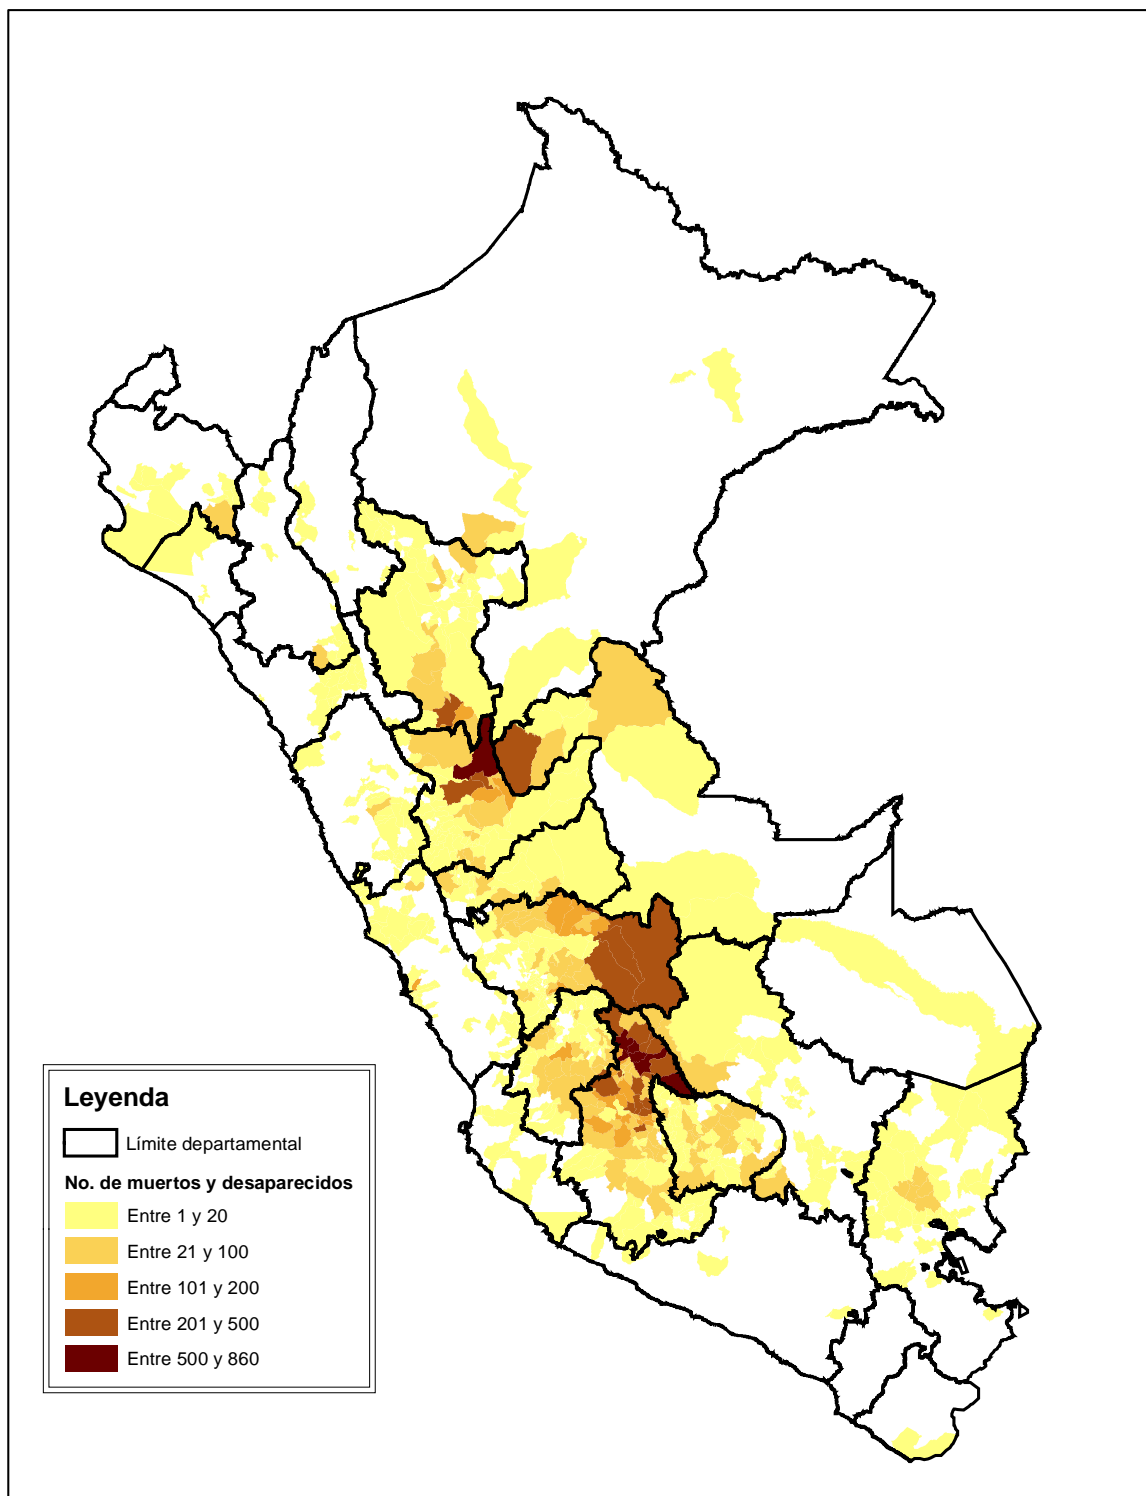 Leyenda
Límite departamental
No. de muertos y desaparecidos
Entre 1 y 20
Entre 21 y 100
Entre 101 y 200
Entre 201 y 500
Entre 500 y 860